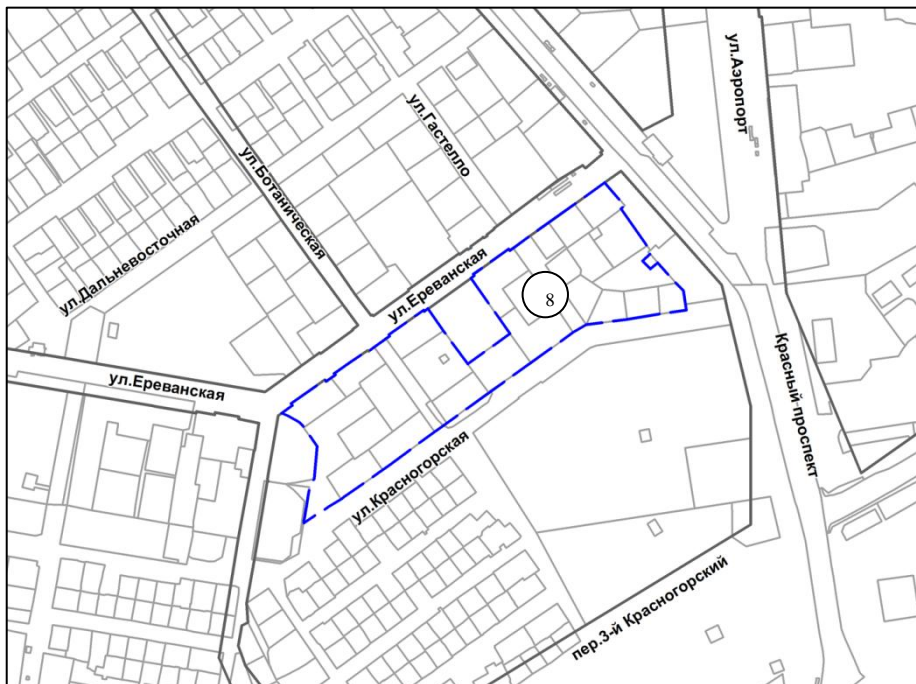 ул.Аэропорт
ул.Гастелло
ул.Ботаническая
ул.Дальневосточная
ул.Ереванская
8
ул.Ереванская
Красный проспект
ул.Красногорская
пер.3-й Красногорский